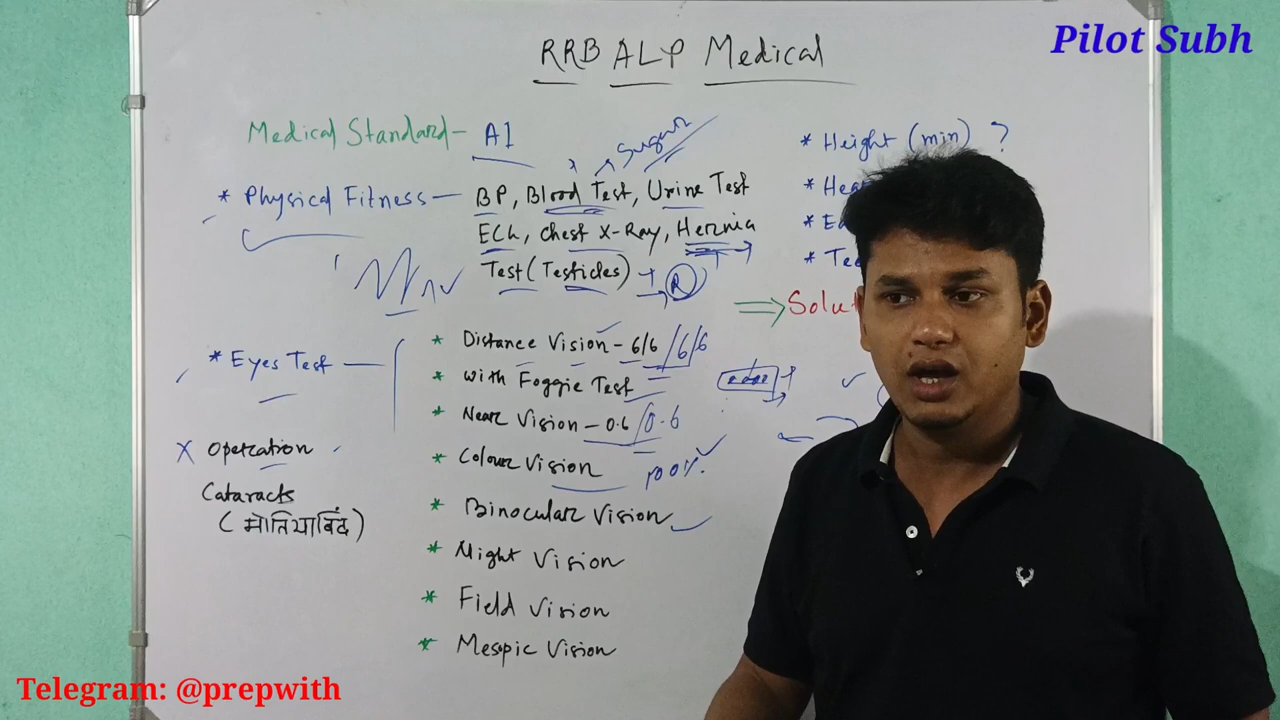 Pilot Subh
RRB ALP Medical
Medical Standard - A1
* Physical Fitness - BP, Blood Test, Urine Test
Sugar
ECG, Chest X-Ray, Hernia
Test (Testicles)
R
* Height (min) ?
*
*
*
⇒ Solut
* Eyes Test
* Distance Vision - 6/6 / 6/6
* with Foggie Test
* Near Vision - 0.6 / 0.6
* Colour Vision 100%
* Binocular Vision
* Night Vision
* Field Vision
* Mesopic Vision
X Operation
Cataracts
(मोतियाबिंद)
Telegram: @prepwith